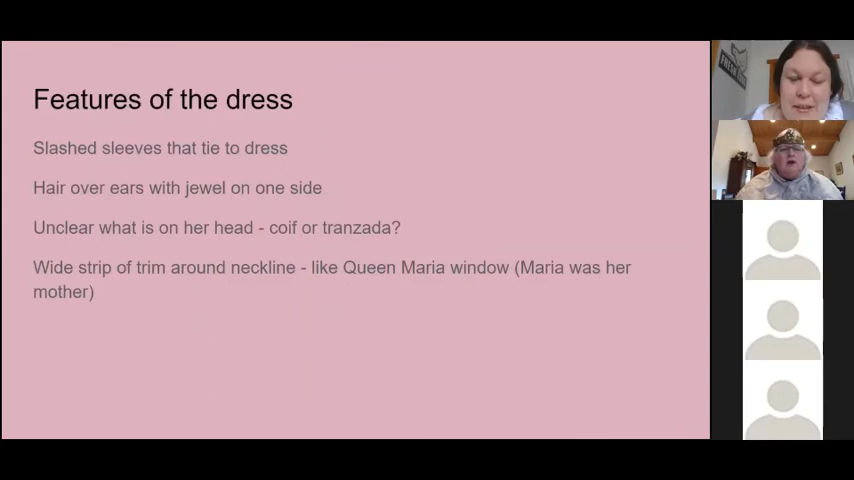 Features of the dress
Slashed sleeves that tie to dress
Hair over ears with jewel on one side
Unclear what is on her head - coif or tranzada?
Wide strip of trim around neckline - like Queen Maria window (Maria was her
mother)